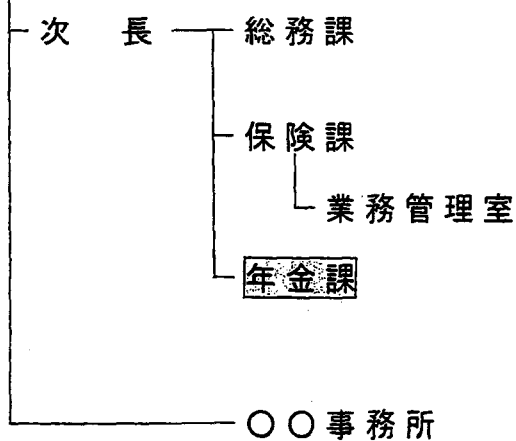 次長 総務課
保険課
業務管理室
年金課
○○事務所